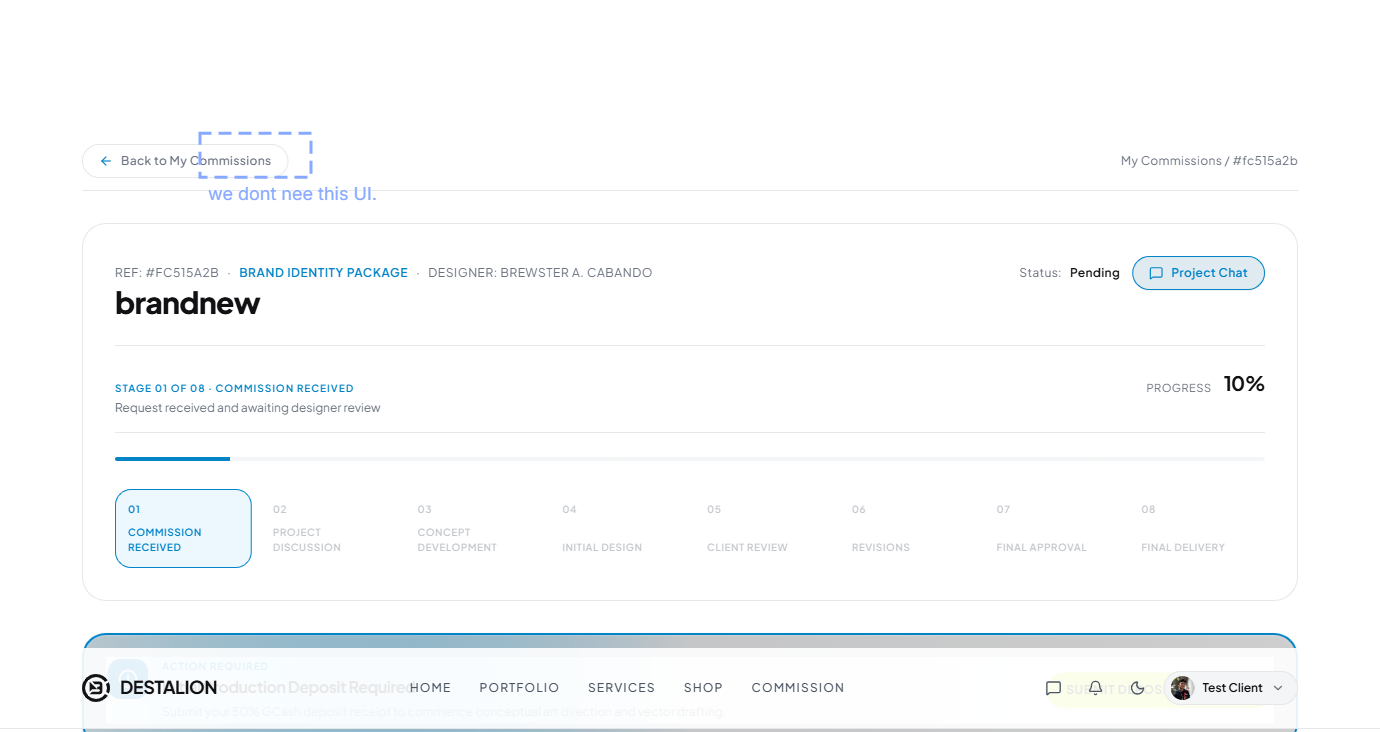 Back to My Commissions
My Commissions / #fc515a2b
we dont nee this UI.
REF: #FC515A2B · BRAND IDENTITY PACKAGE · DESIGNER: BREWSTER A. CABANDO
Status: Pending
Project Chat
brandnew
STAGE 01 OF 08 · COMMISSION RECEIVED
PROGRESS 10%
Request received and awaiting designer review
01
COMMISSION
RECEIVED
02
PROJECT
DISCUSSION
03
CONCEPT
DEVELOPMENT
04
INITIAL DESIGN
05
CLIENT REVIEW
06
REVISIONS
07
FINAL APPROVAL
08
FINAL DELIVERY
ACTION REQUIRED
Deposit Required
DESTALION
HOME
PORTFOLIO
SERVICES
SHOP
COMMISSION
Test Client
Submit your 50% GCash deposit receipt to commence conceptual art direction and vector drafting.